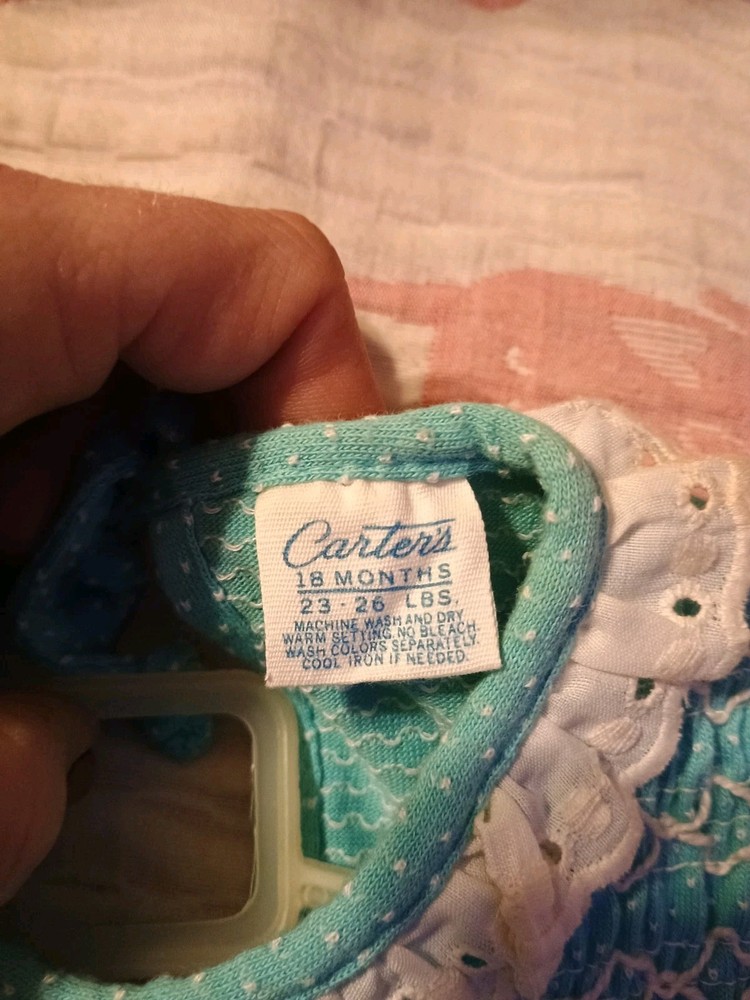 Carter's
18 MONTHS
23 - 26 LBS.
MACHINE WASH AND DRY
WARM SETTING. NO BLEACH.
WASH COLORS SEPARATELY.
COOL IRON IF NEEDED.